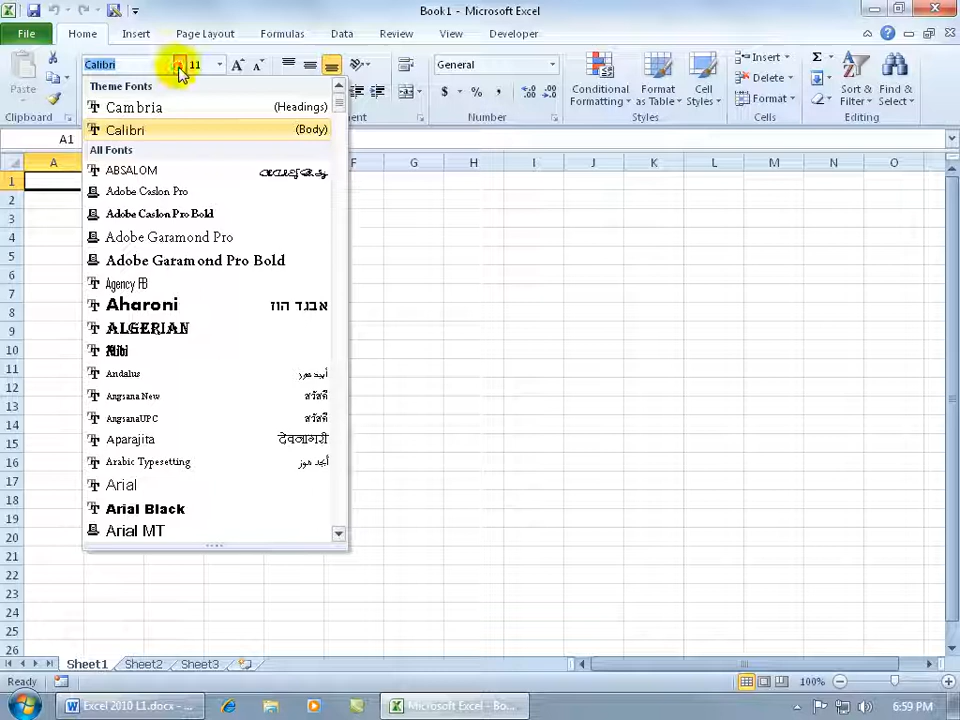 Book1 - Microsoft Excel
File Home Insert Page Layout Formulas Data Review View Developer
Calibri 11 General
Paste
Conditional Formatting Format as Table Cell Styles
Insert Delete Format
Sort & Filter Find & Select
Clipboard Number Styles Cells Editing
A1
Theme Fonts
Cambria (Headings)
Calibri (Body)
All Fonts
ABSALOM
Adobe Caslon Pro
Adobe Caslon Pro Bold
Adobe Garamond Pro
Adobe Garamond Pro Bold
Agency FB
Aharoni אבגד הוז
ALGERIAN
Andalus أبجد هوز
Angsana New สวัสดี
AngsanaUPC สวัสดี
Aparajita देवनागरी
Arabic Typesetting أبجد هوز
Arial
Arial Black
Arial MT
A F G H I J K L M N O
1
2
3
4
5
6
7
8
9
10
11
12
13
14
15
16
17
18
19
20
21
22
23
24
25
26
Sheet1 Sheet2 Sheet3
Ready 100%
Excel 2010 L1.docx - ... Microsoft Excel - Bo... 6:59 PM